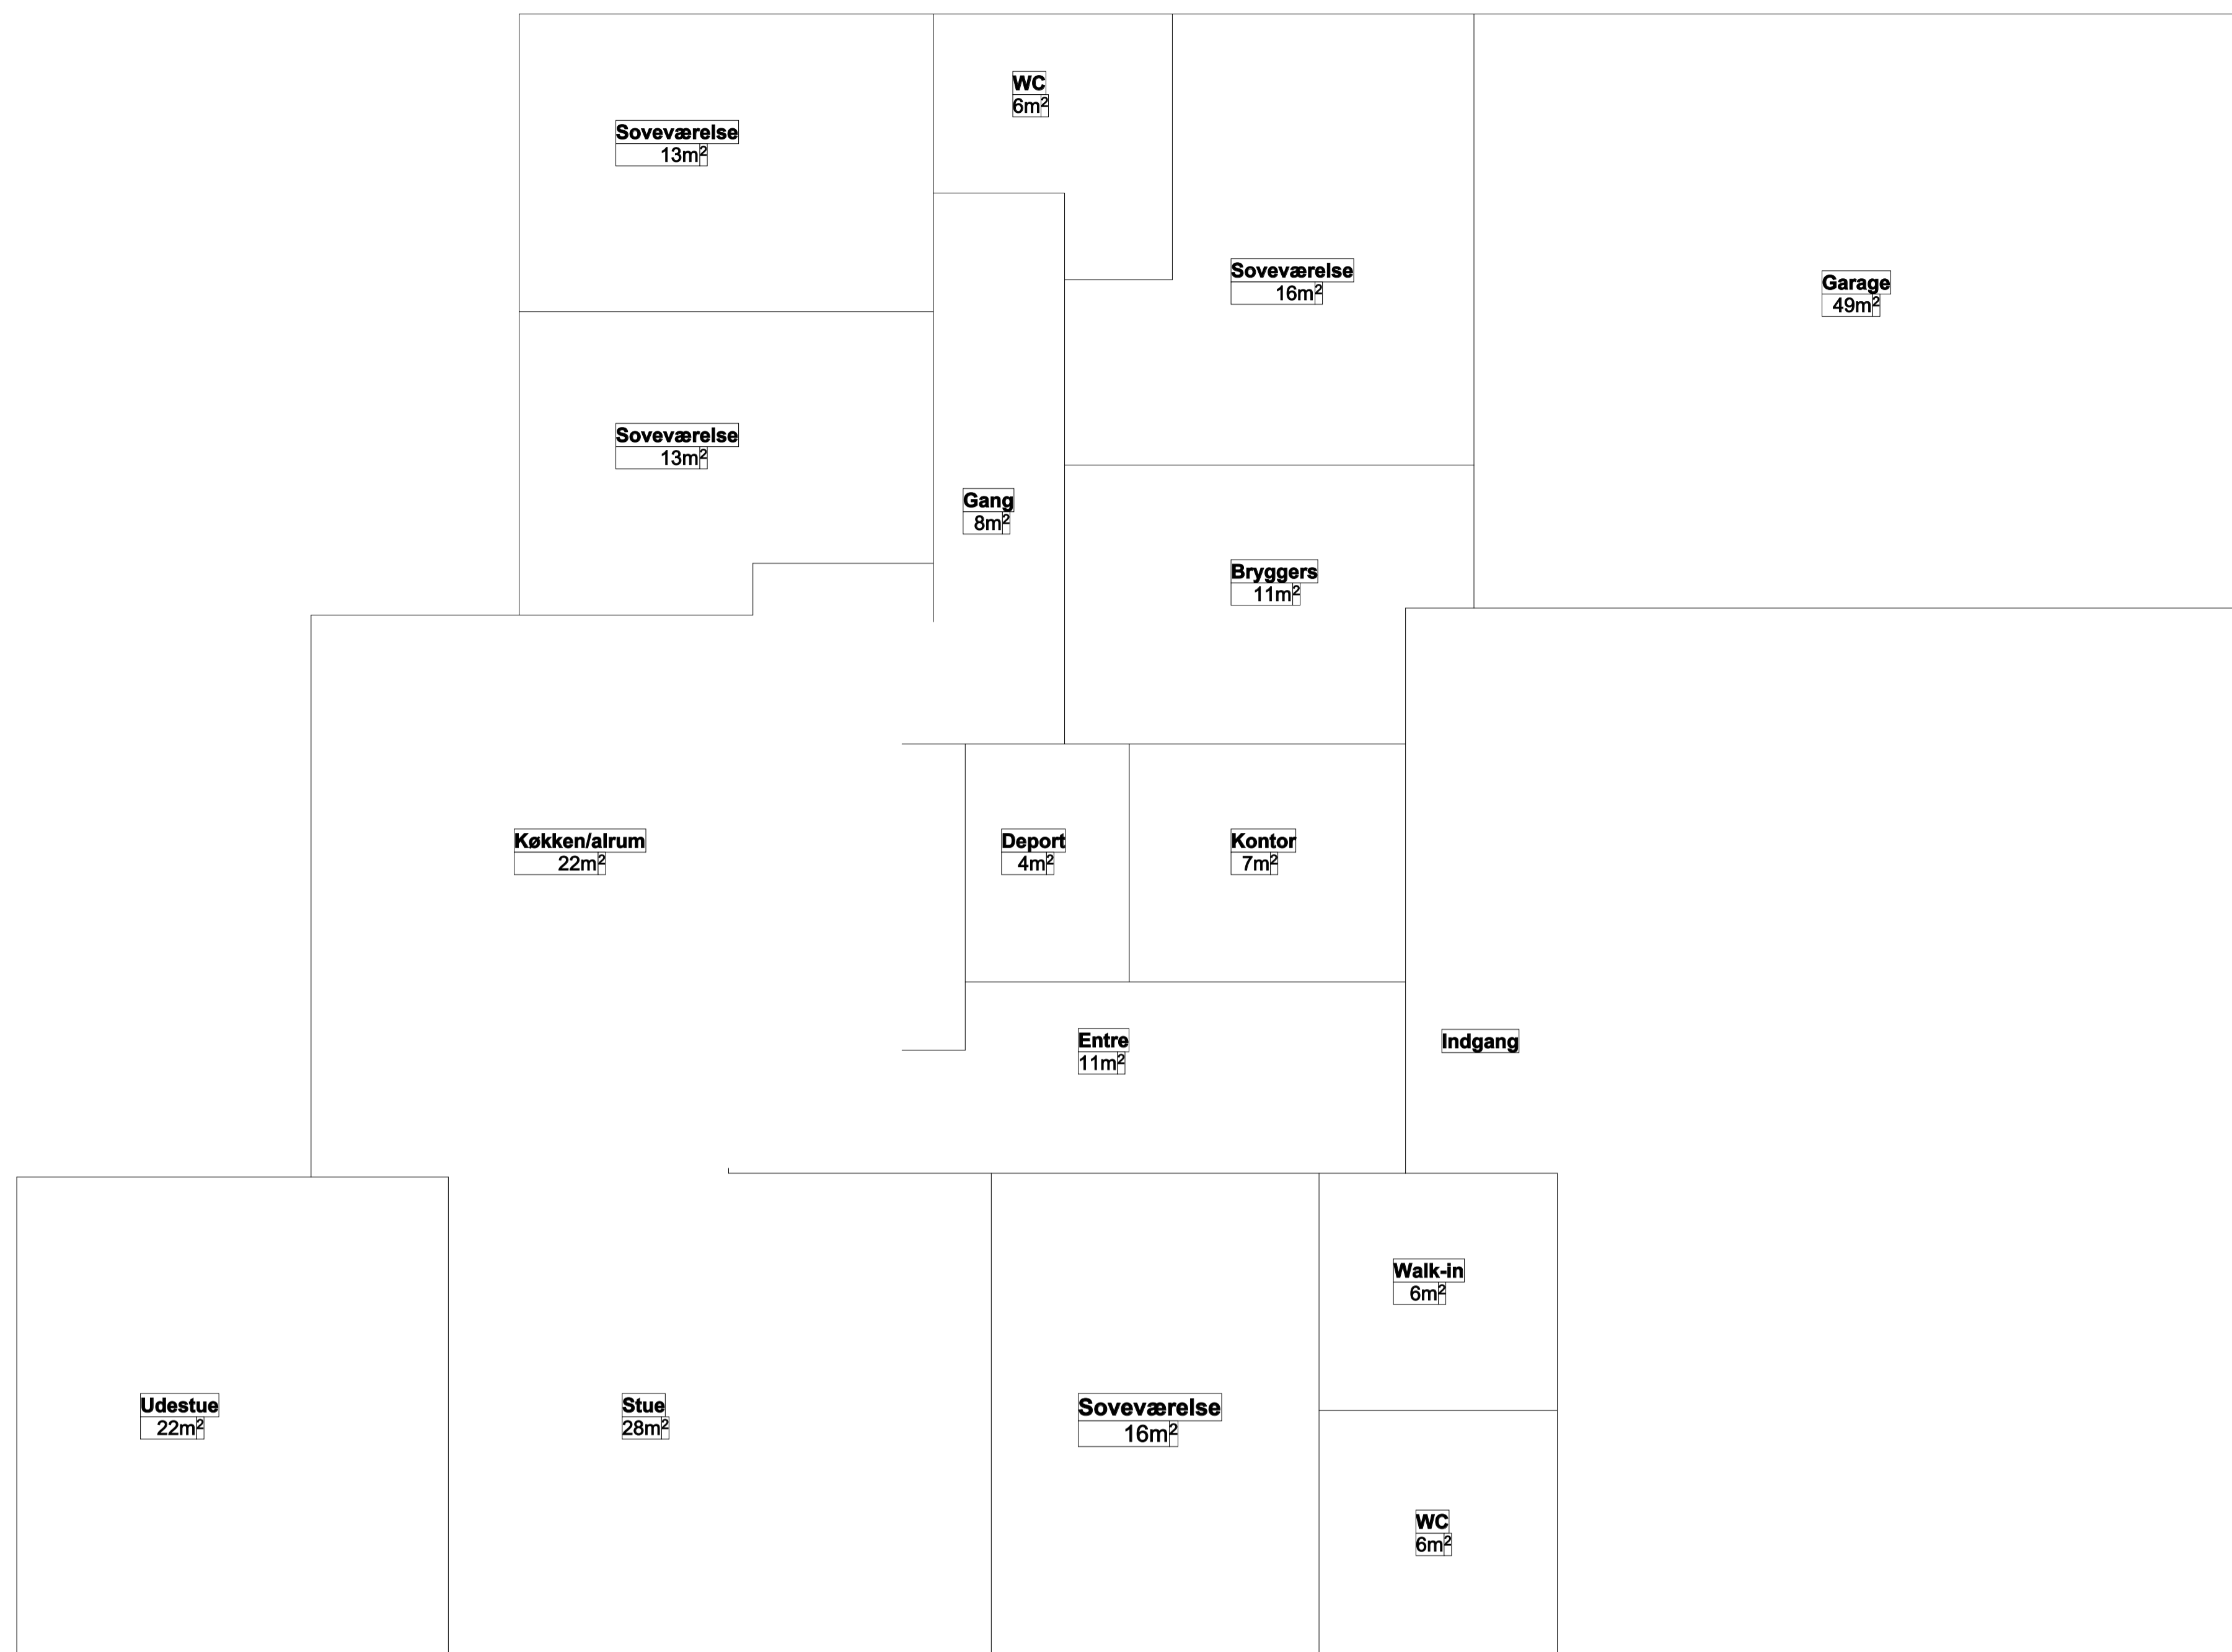 WC
6m²
Soveværelse
13m²
Soveværelse
16m²
Garage
49m²
Soveværelse
13m²
Gang
8m²
Bryggers
11m²
Køkken/alrum
22m²
Deport
4m²
Kontor
7m²
Entre
11m²
Indgang
Walk-in
6m²
Udestue
22m²
Stue
28m²
Soveværelse
16m²
WC
6m²